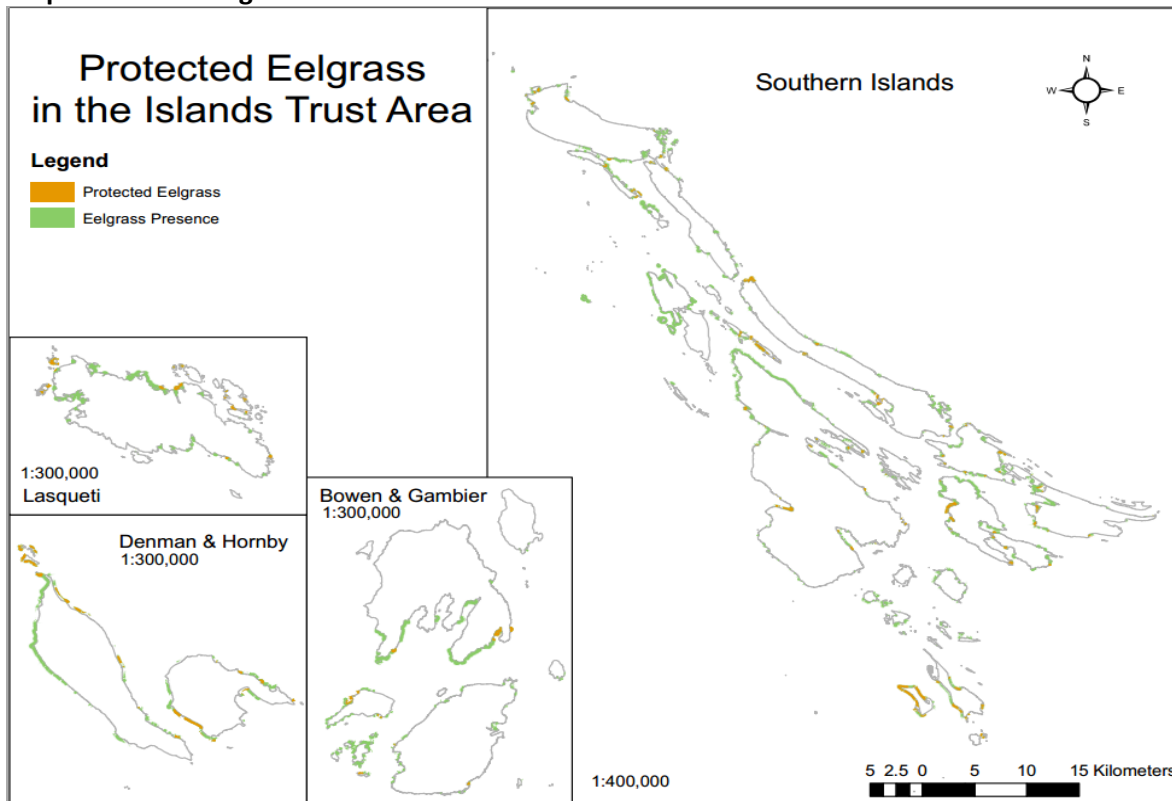 Protected Eelgrass
in the Islands Trust Area
Legend
Protected Eelgrass
Eelgrass Presence
Southern Islands
N
W E
S
1:300,000
Lasqueti
Denman & Hornby
1:300,000
Bowen & Gambier
1:300,000
1:400,000
5 2.5 0 5 10 15 Kilometers